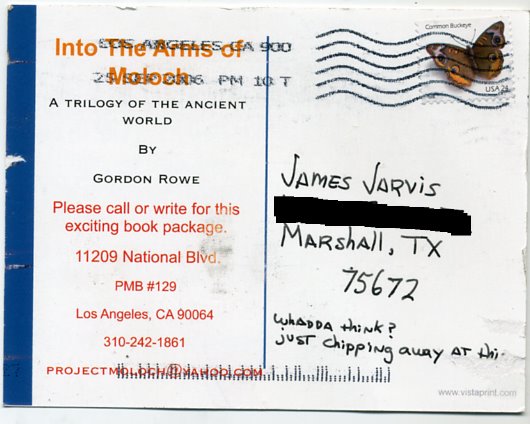 Common Buckeye
USA 24
LOS ANGELES CA 900
PM 10 T
Into The Arms of
Moloch
A TRILOGY OF THE ANCIENT
WORLD
BY
GORDON ROWE
Please call or write for this
exciting book package.
11209 National Blvd.
PMB #129
Los Angeles, CA 90064
310-242-1861
PROJECTMOLOCH@YAHOO.COM
JAMES JARVIS
MARSHALL, TX
75672
WHADDA think?
just chipping away AT thi
www.vistaprint.com